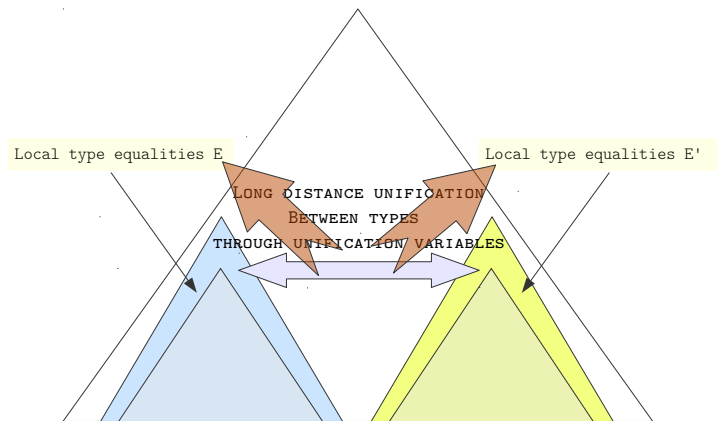 Local type equalities E
Local type equalities E'
Long distance unification
Between types
through unification variables